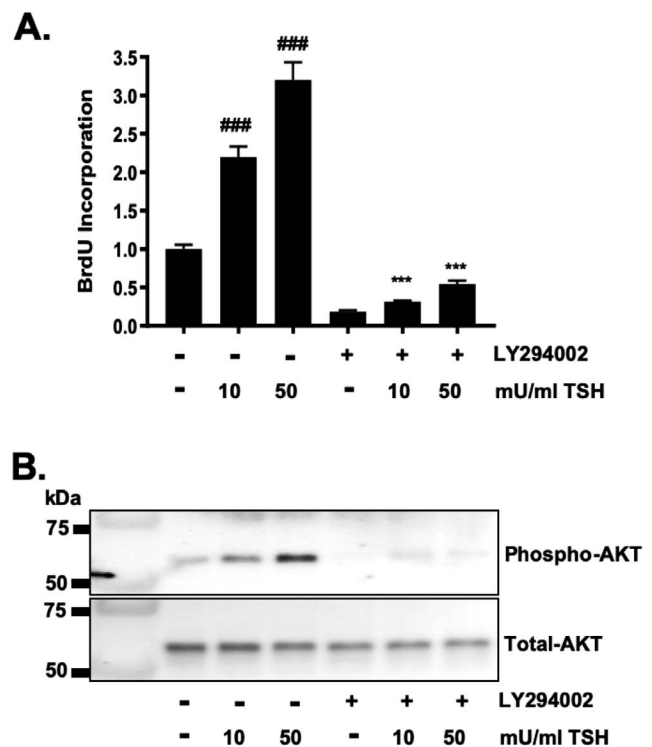 A.
BrdU Incorporation
3.5
3.0
2.5
2.0
1.5
1.0
0.5
0.0
###
###
***
***
- - - + + + LY294002
- 10 50 - 10 50 mU/ml TSH
B.
kDa
75
50
Phospho-AKT
75
50
Total-AKT
- - - + + + LY294002
- 10 50 - 10 50 mU/ml TSH